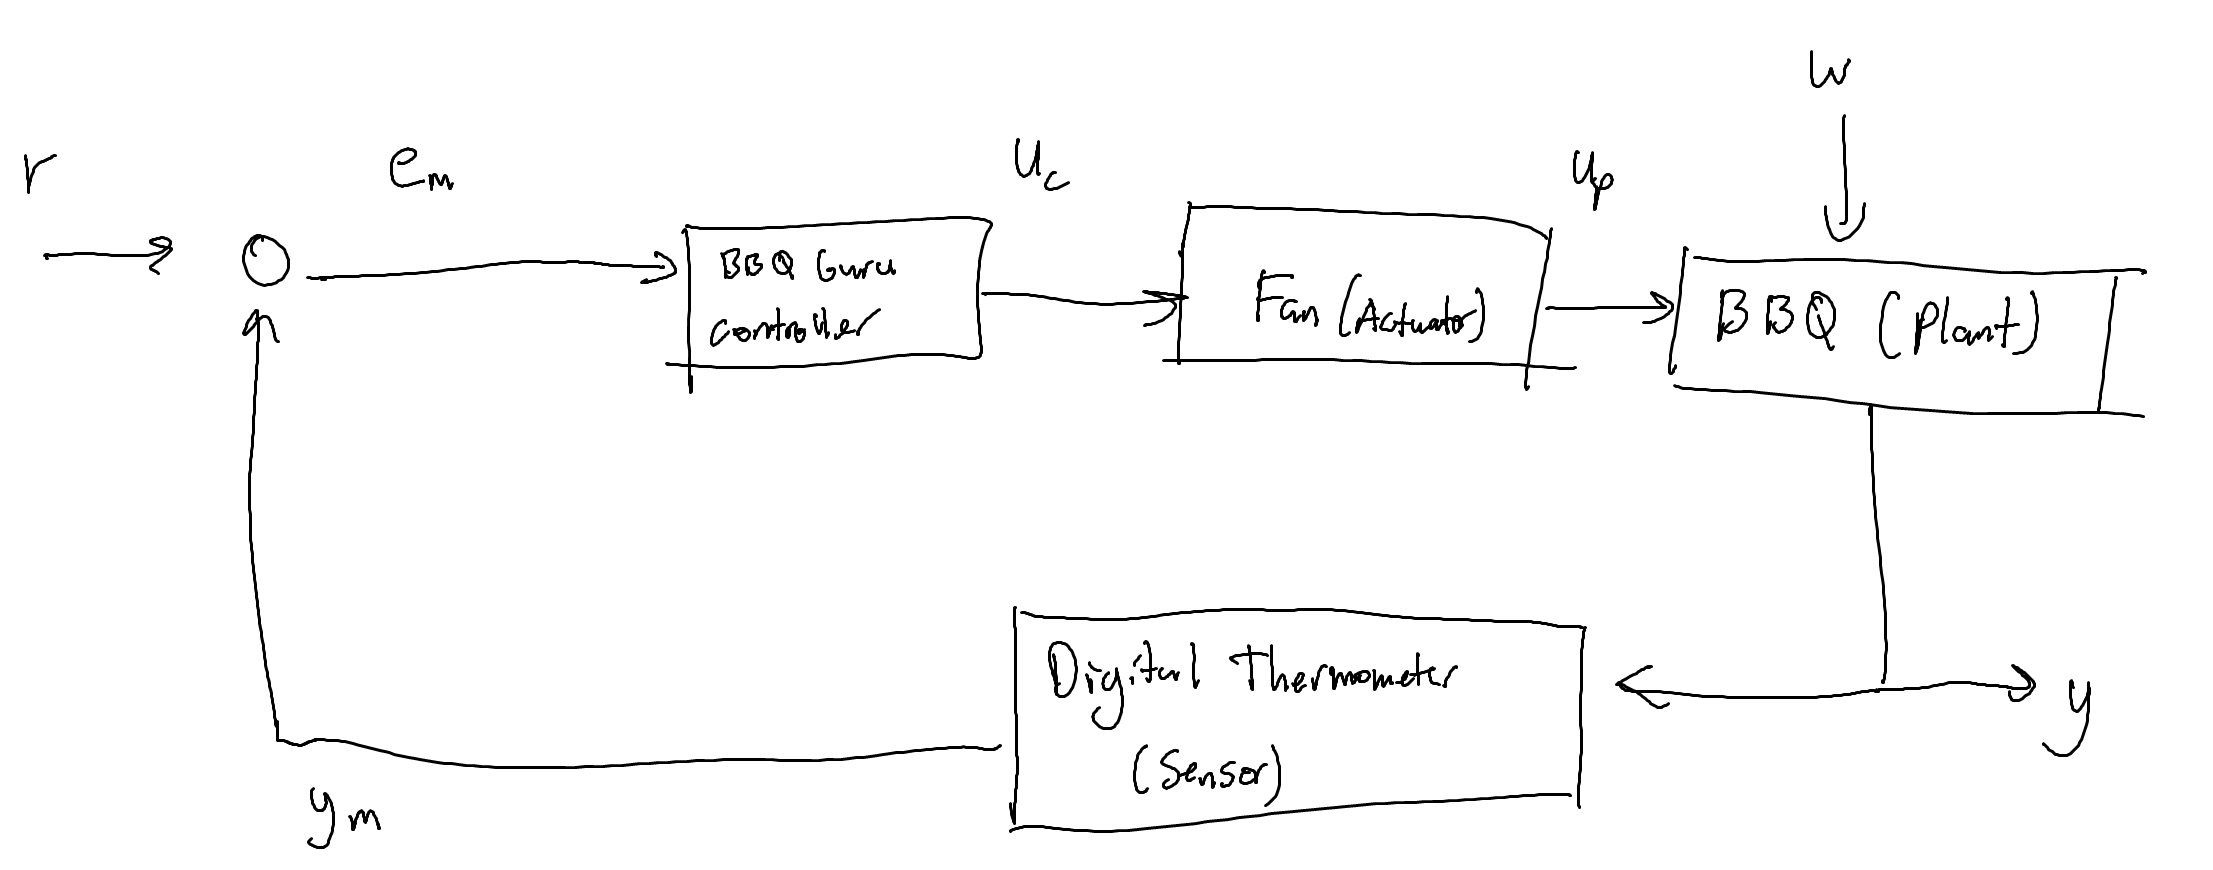 r
e_m
u_c
u_p
w
BBQ Guru
controller
Fan (Actuator)
BBQ (Plant)
Digital Thermometer
(Sensor)
y
y_m